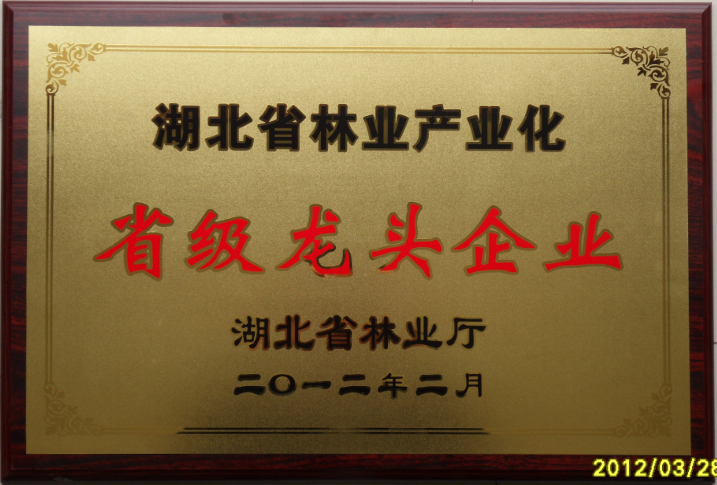 湖北省林业产业化
省级龙头企业
湖北省林业厅
二〇一二年二月
2012/03/28